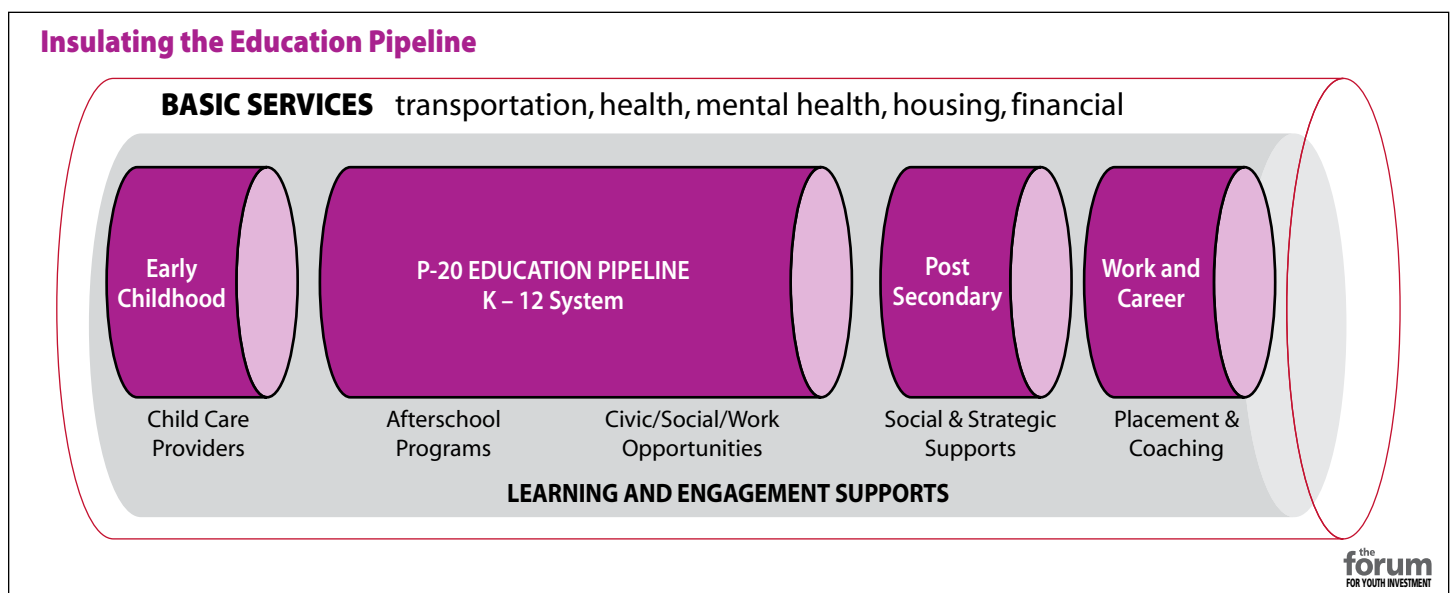 Insulating the Education Pipeline
BASIC SERVICES transportation, health, mental health, housing, financial
Early
Childhood
P-20 EDUCATION PIPELINE
K – 12 System
Post
Secondary
Work and
Career
Child Care
Providers
Afterschool
Programs
Civic/Social/Work
Opportunities
Social & Strategic
Supports
Placement &
Coaching
LEARNING AND ENGAGEMENT SUPPORTS
the
forum
FOR YOUTH INVESTMENT